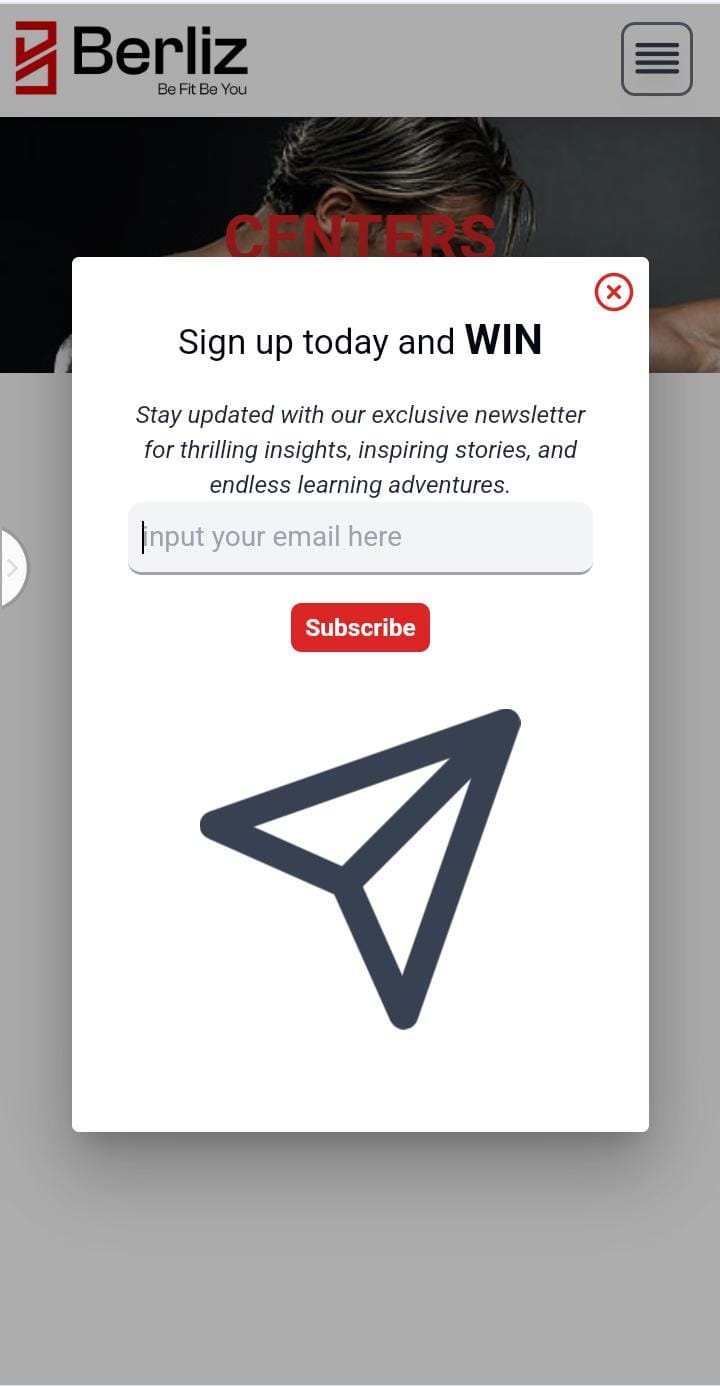 Berliz
Be Fit Be You
CENTERS
Sign up today and WIN
Stay updated with our exclusive newsletter
for thrilling insights, inspiring stories, and
endless learning adventures.
input your email here
Subscribe